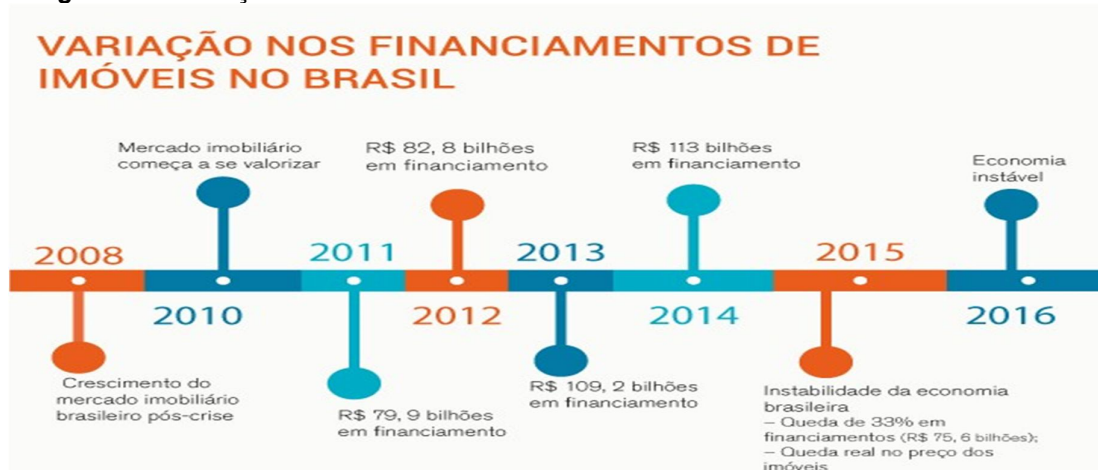 VARIAÇÃO NOS FINANCIAMENTOS DE
IMÓVEIS NO BRASIL
Mercado imobiliário
começa a se valorizar
R$ 82, 8 bilhões
em financiamento
R$ 113 bilhões
em financiamento
Economia
instável
2008
2011
2013
2015
2010
2012
2014
2016
Crescimento do
mercado imobiliário
brasileiro pós-crise
R$ 79, 9 bilhões
em financiamento
R$ 109, 2 bilhões
em financiamento
Instabilidade da economia
brasileira
– Queda de 33% em
financiamentos (R$ 75, 6 bilhões);
– Queda real no preço dos
imóveis